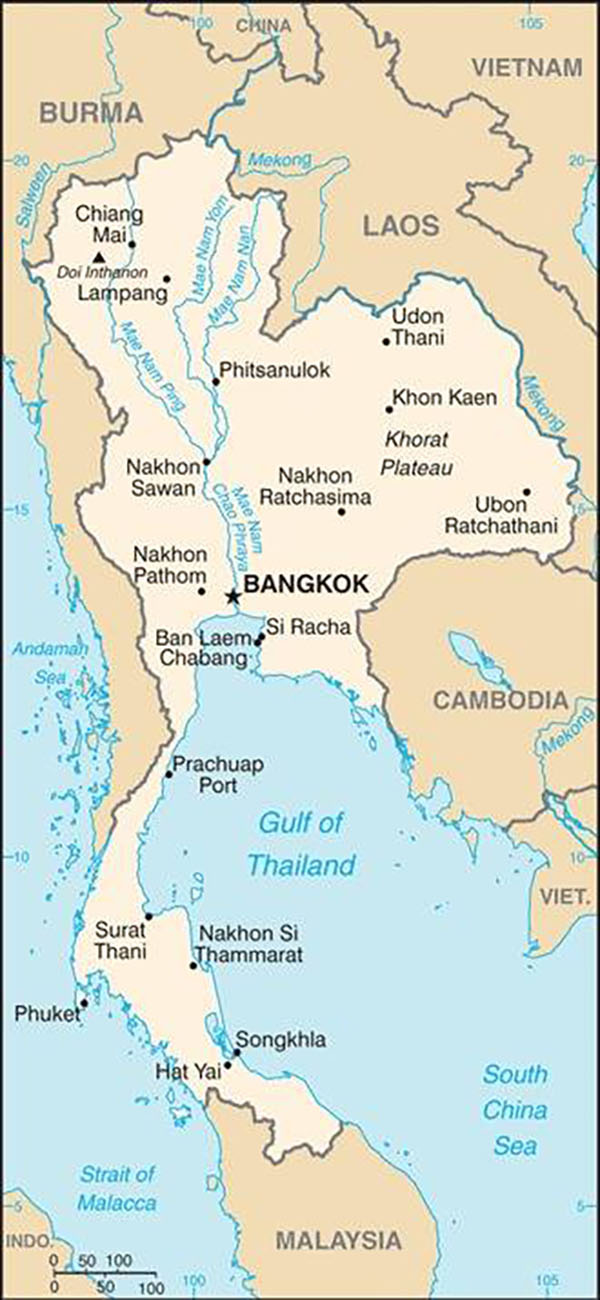 100
CHINA
105
VIETNAM
BURMA
20
Mekong
20
Salween
Chiang
Mai
Mae Nam Yom
Mae Nam Nan
LAOS
Doi Inthanon
Lampang
Udon
Thani
Mae Nam Ping
Phitsanulok
Khon Kaen
Mekong
Khorat
Plateau
Nakhon
Sawan
Nakhon
Ratchasima
15
Mae Nam
Chao Phraya
Ubon
Ratchathani
15
Nakhon
Pathom
BANGKOK
Si Racha
Ban Laem
Chabang
Andaman
Sea
CAMBODIA
Mekong
Prachuap
Port
Gulf of
Thailand
10
10
VIET.
Surat
Thani
Nakhon Si
Thammarat
Phuket
Songkhla
Hat Yai
South
China
Sea
Strait of
Malacca
5
5
INDO.
MALAYSIA
0 50 100
0 50 100
100
105